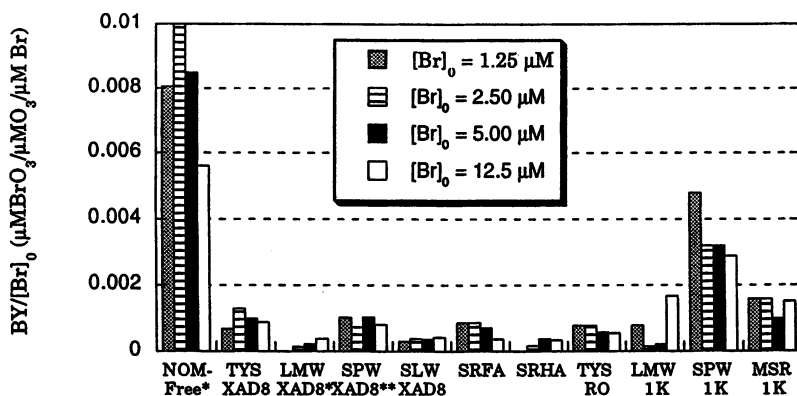 BY/[Br]₀ (µMBrO₃/µMO₃/µM Br)
0.01
0.008
0.006
0.004
0.002
0
[Br]₀ = 1.25 µM
[Br]₀ = 2.50 µM
[Br]₀ = 5.00 µM
[Br]₀ = 12.5 µM
NOM-
Free*
TYS
XAD8
LMW
XAD8*
SPW
XAD8**
SLW
XAD8
SRFA
SRHA
TYS
RO
LMW
1K
SPW
1K
MSR
1K